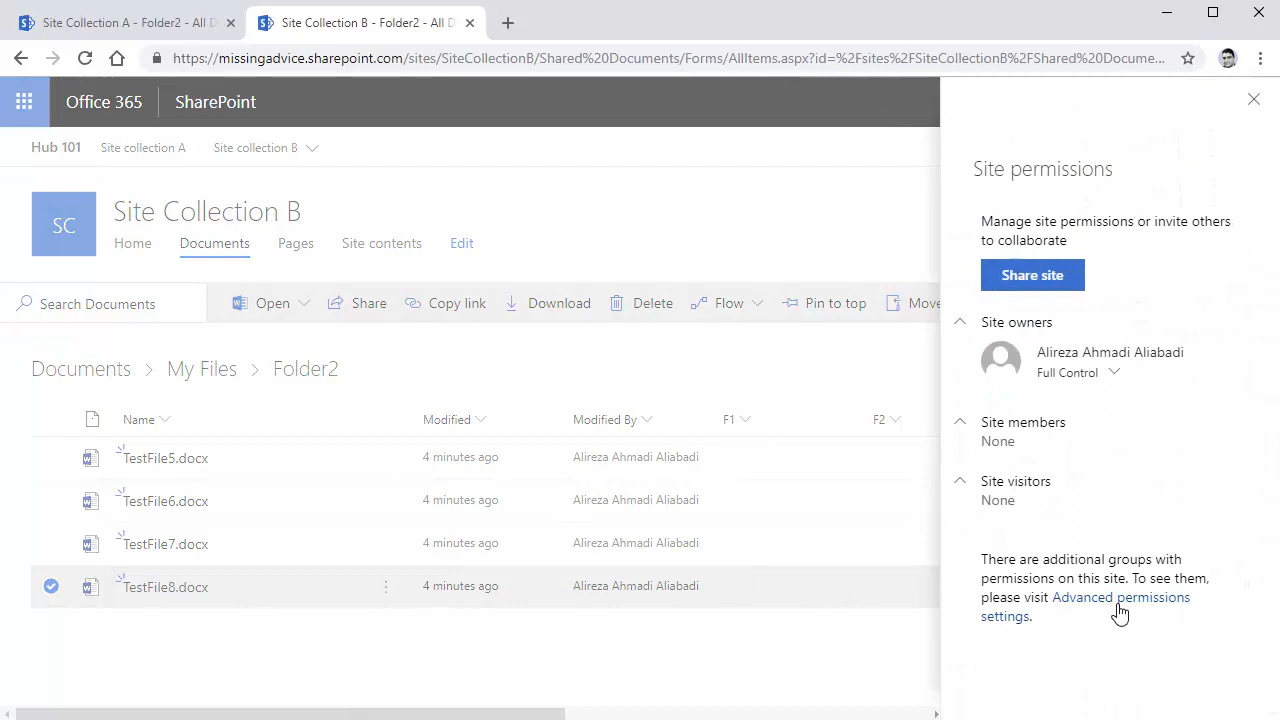 Site Collection A - Folder2 - All D
Site Collection B - Folder2 - All D
https://missingadvice.sharepoint.com/sites/SiteCollectionB/Shared%20Documents/Forms/AllItems.aspx?id=%2Fsites%2FSiteCollectionB%2FShared%20Docume...
Office 365 SharePoint
Hub 101 Site collection A Site collection B
SC
Site Collection B
Home Documents Pages Site contents Edit
Search Documents Open Share Copy link Download Delete Flow Pin to top Move
Documents > My Files > Folder2
Name Modified Modified By F1 F2
TestFile5.docx 4 minutes ago Alireza Ahmadi Aliabadi
TestFile6.docx 4 minutes ago Alireza Ahmadi Aliabadi
TestFile7.docx 4 minutes ago Alireza Ahmadi Aliabadi
TestFile8.docx 4 minutes ago Alireza Ahmadi Aliabadi
Site permissions
Manage site permissions or invite others
to collaborate
Share site
Site owners
Alireza Ahmadi Aliabadi
Full Control
Site members
None
Site visitors
None
There are additional groups with
permissions on this site. To see them,
please visit Advanced permissions
settings.